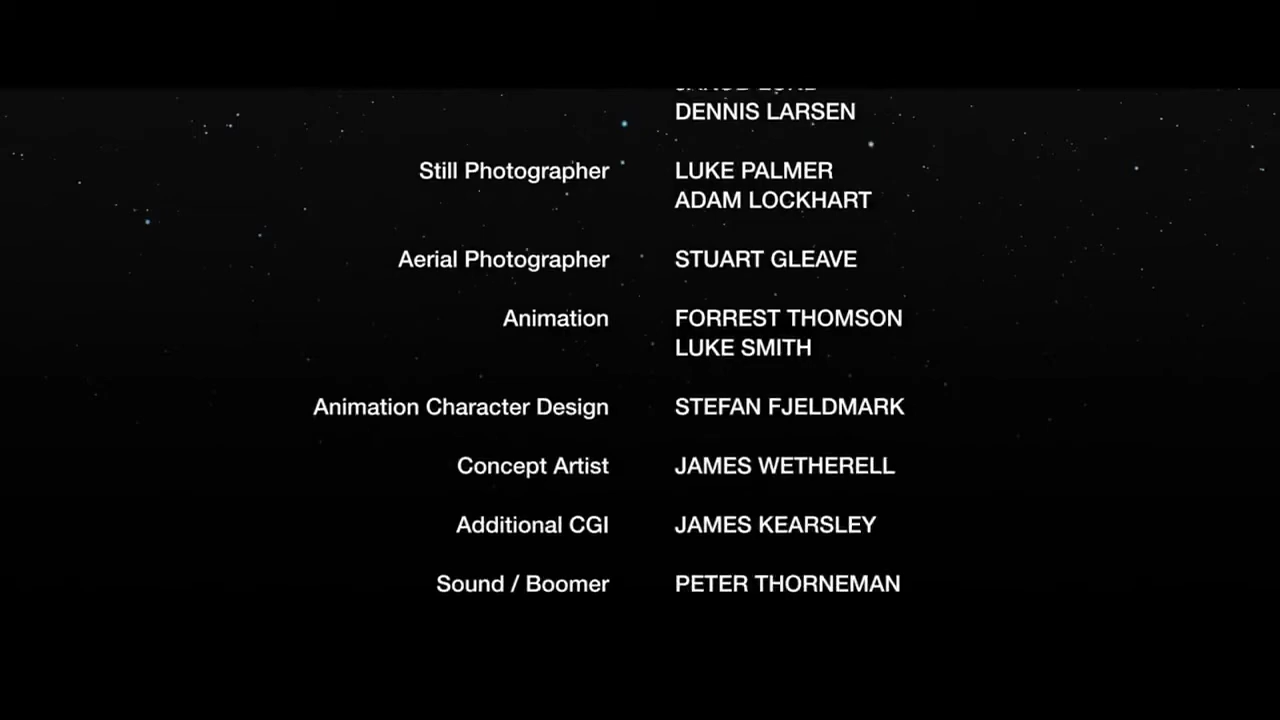 DENNIS LARSEN
Still Photographer LUKE PALMER
ADAM LOCKHART
Aerial Photographer STUART GLEAVE
Animation FORREST THOMSON
LUKE SMITH
Animation Character Design STEFAN FJELDMARK
Concept Artist JAMES WETHERELL
Additional CGI JAMES KEARSLEY
Sound / Boomer PETER THORNEMAN